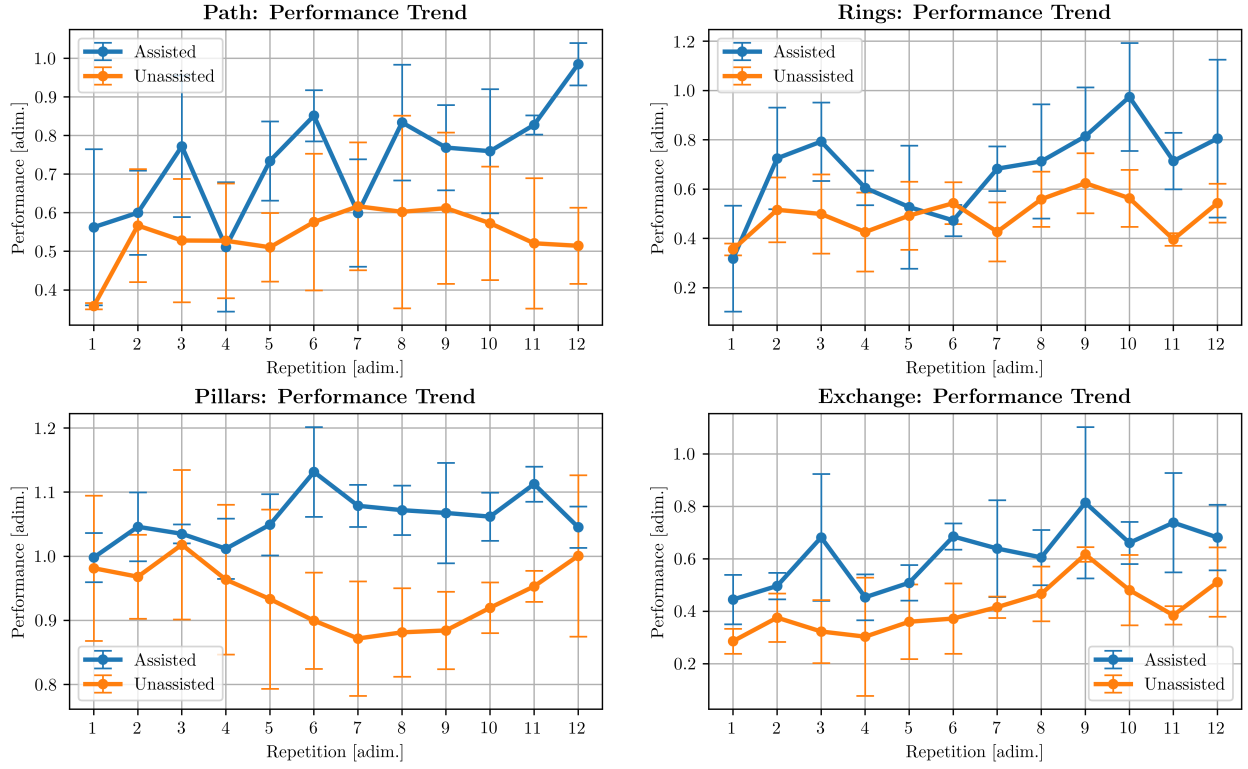 Path: Performance Trend
Performance [adim.]
1.0
0.9
0.8
0.7
0.6
0.5
0.4
Assisted
Unassisted
1 2 3 4 5 6 7 8 9 10 11 12
Repetition [adim.]
Rings: Performance Trend
Performance [adim.]
1.2
1.0
0.8
0.6
0.4
0.2
Assisted
Unassisted
1 2 3 4 5 6 7 8 9 10 11 12
Repetition [adim.]
Pillars: Performance Trend
Performance [adim.]
1.2
1.1
1.0
0.9
0.8
Assisted
Unassisted
1 2 3 4 5 6 7 8 9 10 11 12
Repetition [adim.]
Exchange: Performance Trend
Performance [adim.]
1.0
0.8
0.6
0.4
0.2
Assisted
Unassisted
1 2 3 4 5 6 7 8 9 10 11 12
Repetition [adim.]